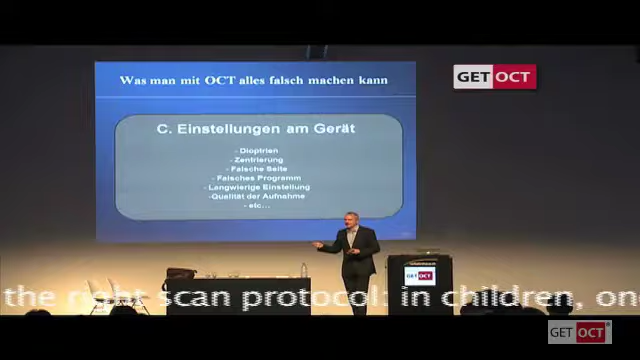 Was man mit OCT alles falsch machen kann
GET OCT
C. Einstellungen am Gerät
- Dioptrien
- Zentrierung
- Falsche Seite
- Falsches Programm
- Langwierige Einstellung
-Qualität der Aufnahme
- etc...
GET OCT
the right scan protocol: in children, on
GET OCT